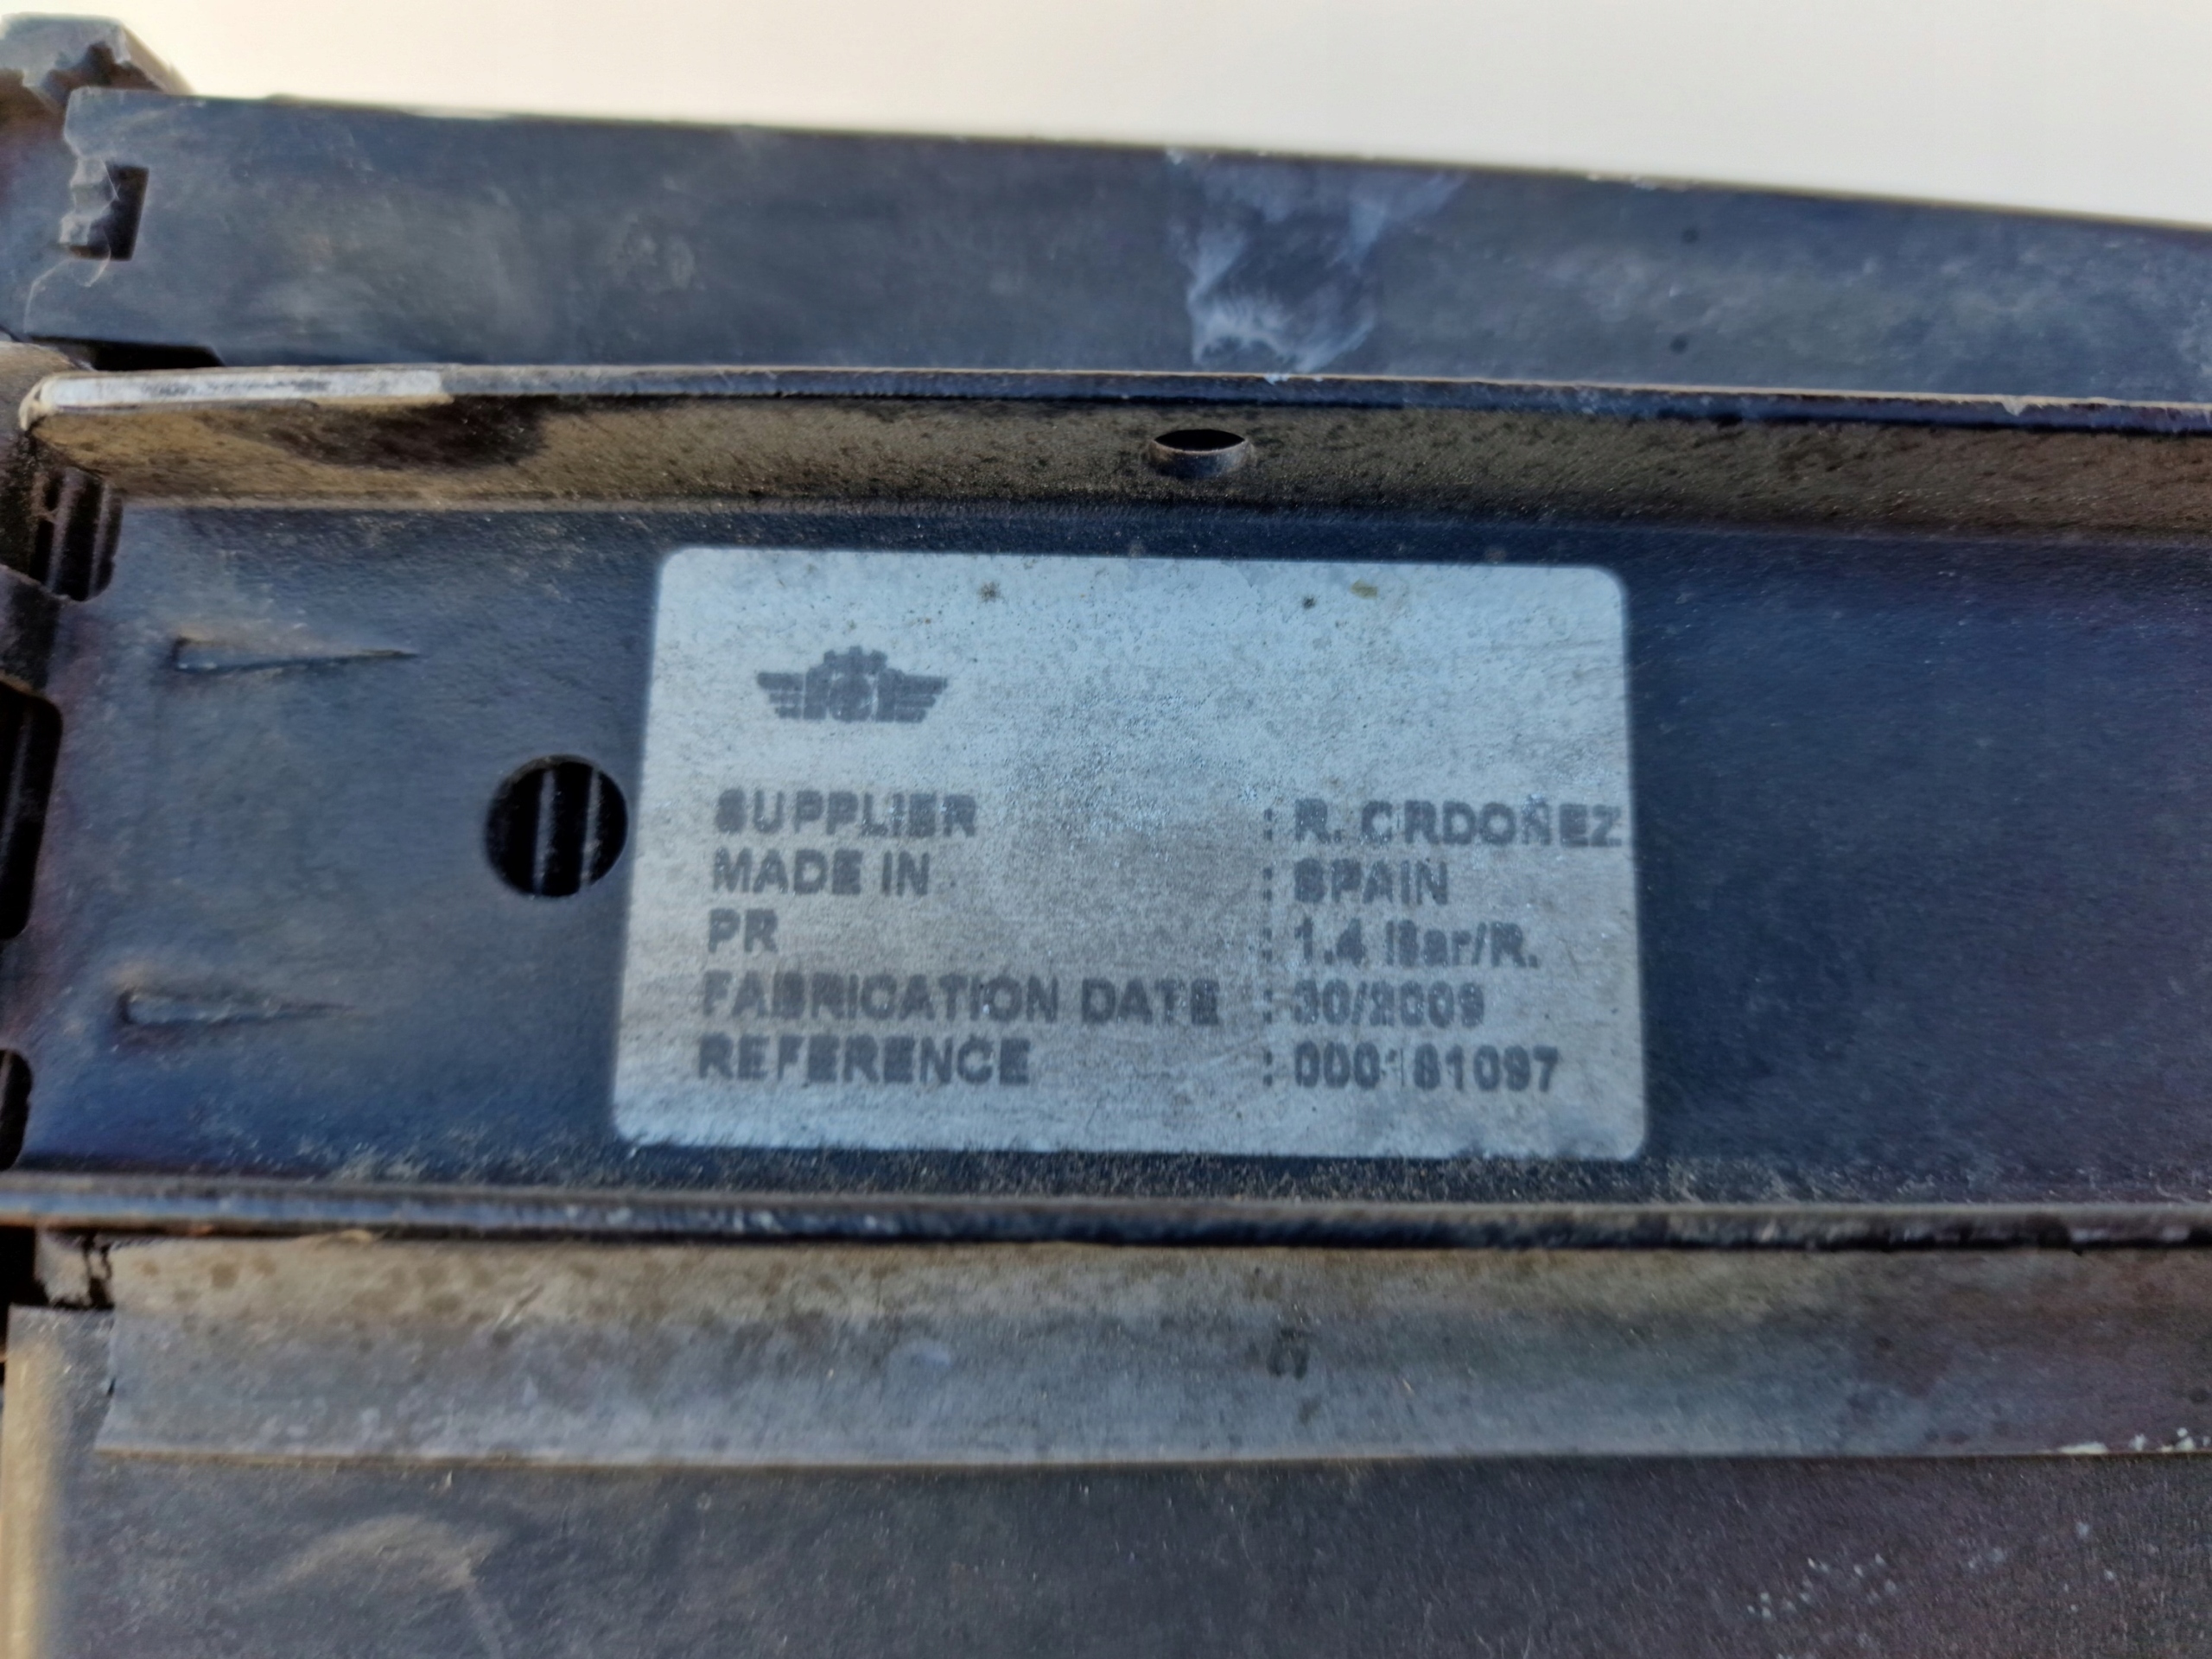 SUPPLIER : R. ORDOÑEZ
MADE IN : SPAIN
PR : 1.4 Bar/R.
FABRICATION DATE : 30/2009
REFERENCE : 000181097